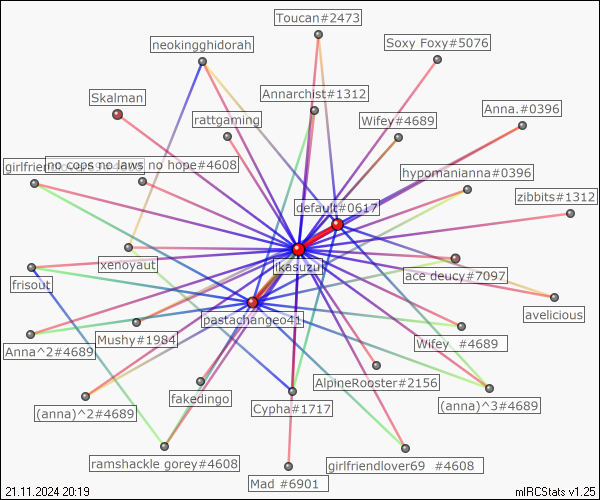 Toucan#2473
neokingghidorah
Soxy Foxy#5076
Skalman
Annarchist#1312
rattgaming
Wifey#4689
Anna.#0396
no cops no laws no hope#4608
hypomanianna#0396
zibbits#1312
default#0617
xenoyaut
ikasuzu
ace deucy#7097
frisout
avelicious
pastachangeo41
Mushy#1984
Wifey #4689
Anna^2#4689
AlpineRooster#2156
fakedingo
(anna)^2#4689
Cypha#1717
(anna)^3#4689
ramshackle gorey#4608
girlfriendlover69 #4608
Mad #6901
21.11.2024 20:19
mIRCStats v1.25